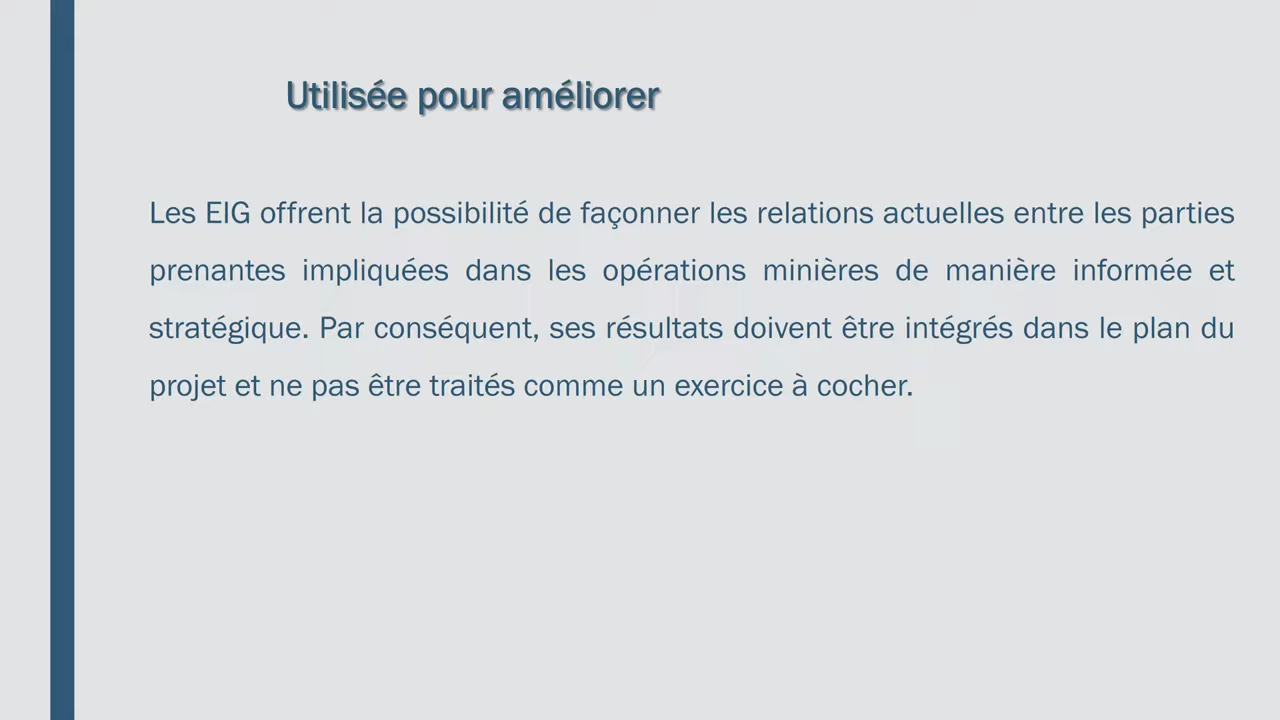 Utilisée pour améliorer
Les EIG offrent la possibilité de façonner les relations actuelles entre les parties
prenantes impliquées dans les opérations minières de manière informée et
stratégique. Par conséquent, ses résultats doivent être intégrés dans le plan du
projet et ne pas être traités comme un exercice à cocher.